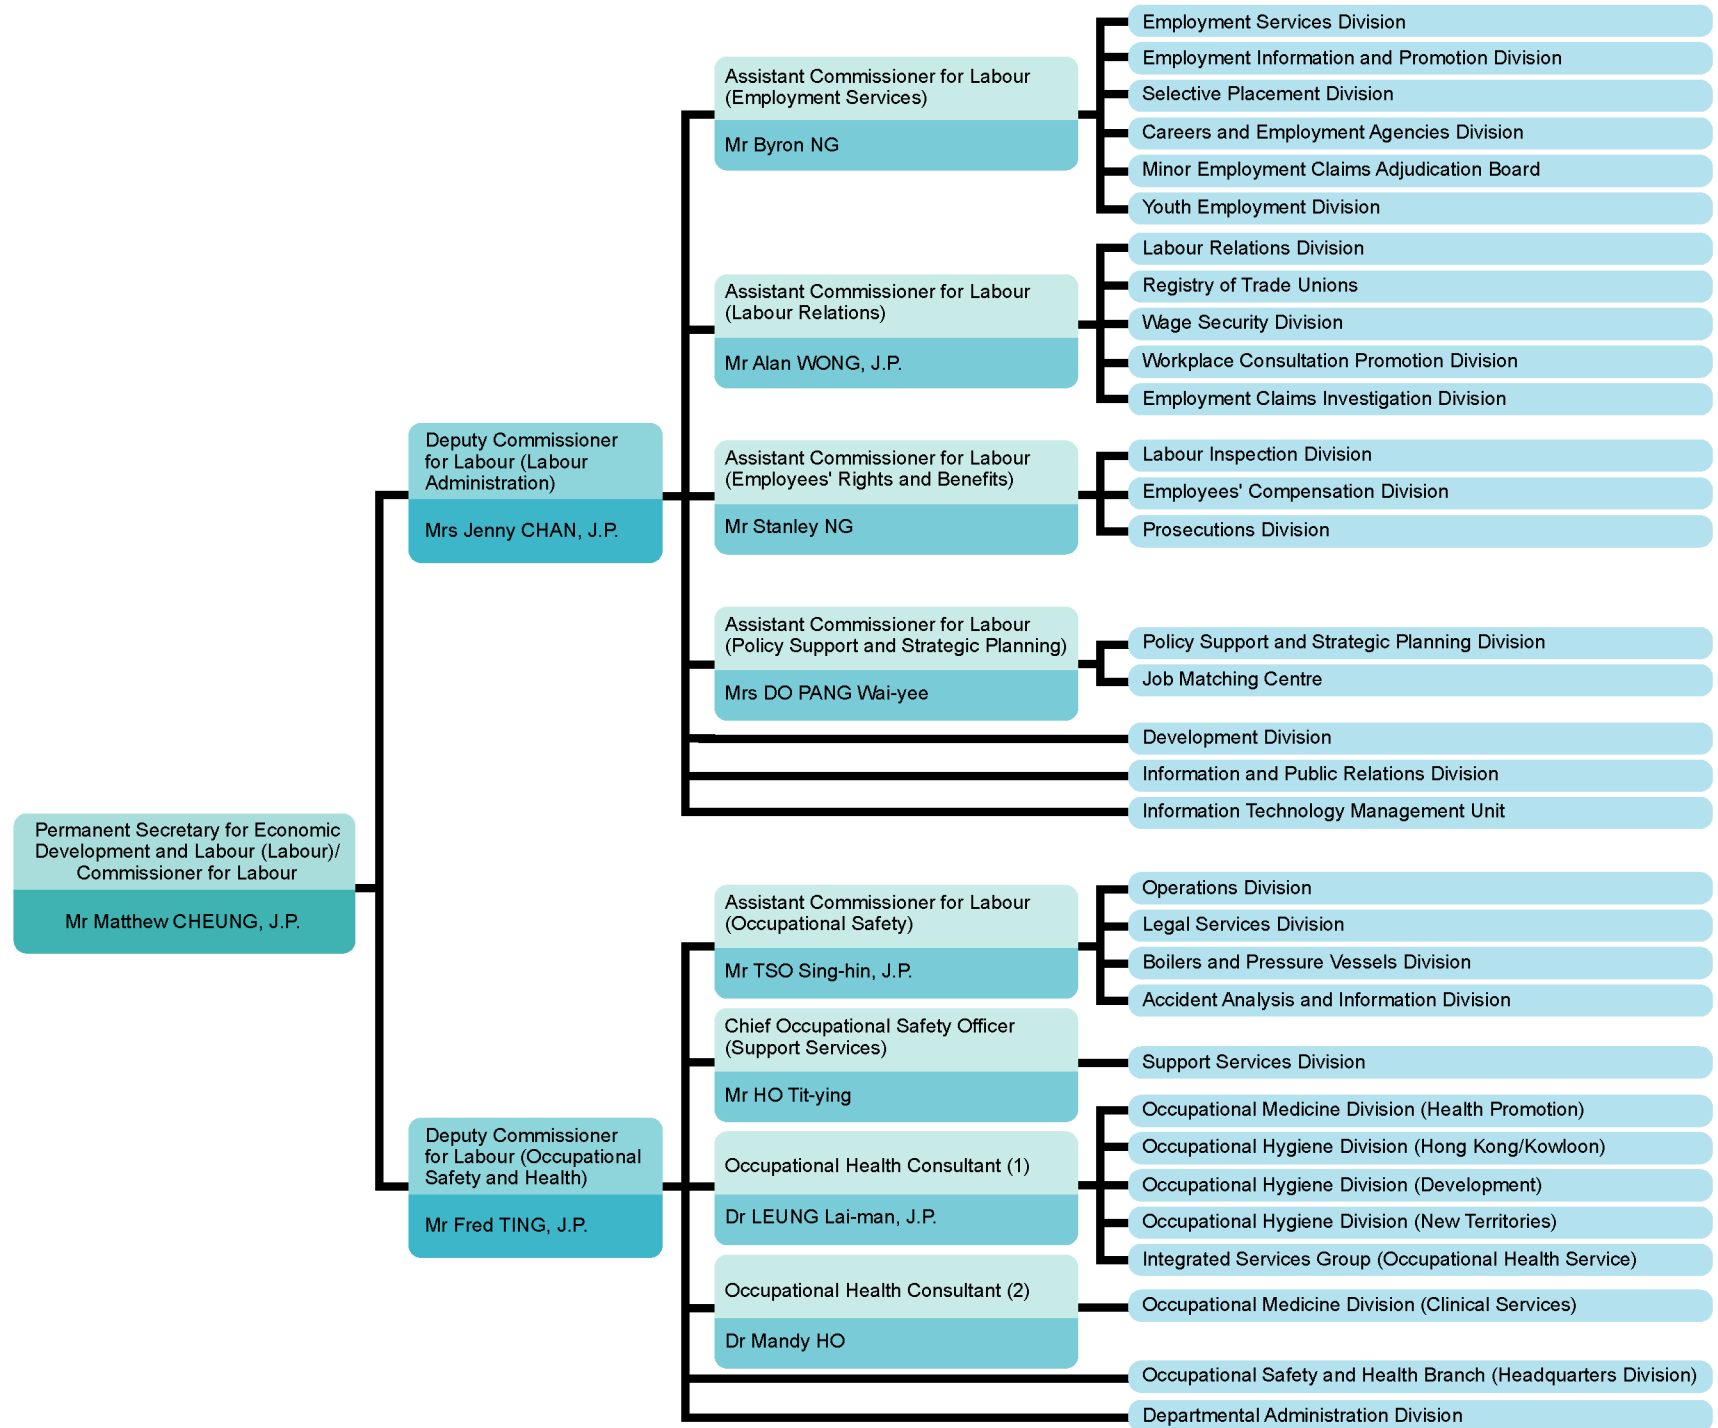 Permanent Secretary for Economic
Development and Labour (Labour)/
Commissioner for Labour
Mr Matthew CHEUNG, J.P.
Deputy Commissioner
for Labour (Labour
Administration)
Mrs Jenny CHAN, J.P.
Assistant Commissioner for Labour
(Employment Services)
Mr Byron NG
Employment Services Division
Employment Information and Promotion Division
Selective Placement Division
Careers and Employment Agencies Division
Minor Employment Claims Adjudication Board
Youth Employment Division
Assistant Commissioner for Labour
(Labour Relations)
Mr Alan WONG, J.P.
Labour Relations Division
Registry of Trade Unions
Wage Security Division
Workplace Consultation Promotion Division
Employment Claims Investigation Division
Assistant Commissioner for Labour
(Employees' Rights and Benefits)
Mr Stanley NG
Labour Inspection Division
Employees' Compensation Division
Prosecutions Division
Assistant Commissioner for Labour
(Policy Support and Strategic Planning)
Mrs DO PANG Wai-yee
Policy Support and Strategic Planning Division
Job Matching Centre
Development Division
Information and Public Relations Division
Information Technology Management Unit
Deputy Commissioner
for Labour (Occupational
Safety and Health)
Mr Fred TING, J.P.
Assistant Commissioner for Labour
(Occupational Safety)
Mr TSO Sing-hin, J.P.
Operations Division
Legal Services Division
Boilers and Pressure Vessels Division
Accident Analysis and Information Division
Chief Occupational Safety Officer
(Support Services)
Mr HO Tit-ying
Support Services Division
Occupational Health Consultant (1)
Dr LEUNG Lai-man, J.P.
Occupational Medicine Division (Health Promotion)
Occupational Hygiene Division (Hong Kong/Kowloon)
Occupational Hygiene Division (Development)
Occupational Hygiene Division (New Territories)
Integrated Services Group (Occupational Health Service)
Occupational Health Consultant (2)
Dr Mandy HO
Occupational Medicine Division (Clinical Services)
Occupational Safety and Health Branch (Headquarters Division)
Departmental Administration Division